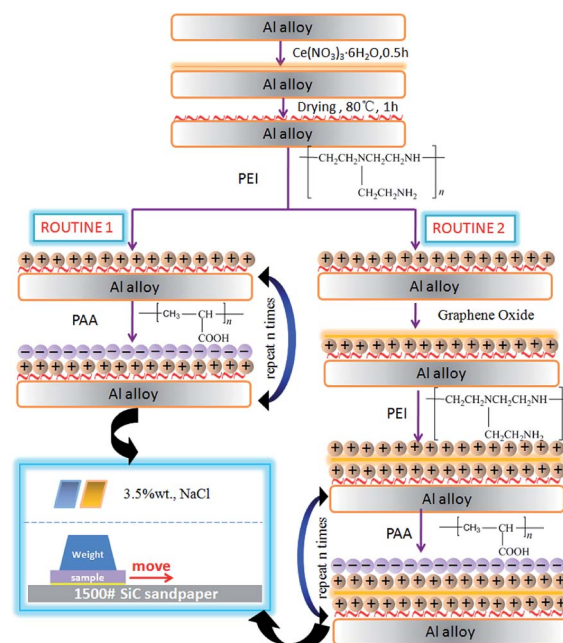 Al alloy
Ce(NO₃)₃·6H₂O,0.5h
Al alloy
Drying , 80℃, 1h
Al alloy
PEI
CH₂CH₂NCH₂CH₂NH
CH₂CH₂NH₂
n
ROUTINE 1
ROUTINE 2
Al alloy
Al alloy
PAA
CH₃
CH
n
COOH
repeat n times
Graphene Oxide
Al alloy
Al alloy
PEI
CH₂CH₂NCH₂CH₂NH
CH₂CH₂NH₂
n
3.5%wt., NaCl
Al alloy
Weight
sample
move
1500# SiC sandpaper
PAA
CH₃
CH
n
COOH
repeat n times
Al alloy